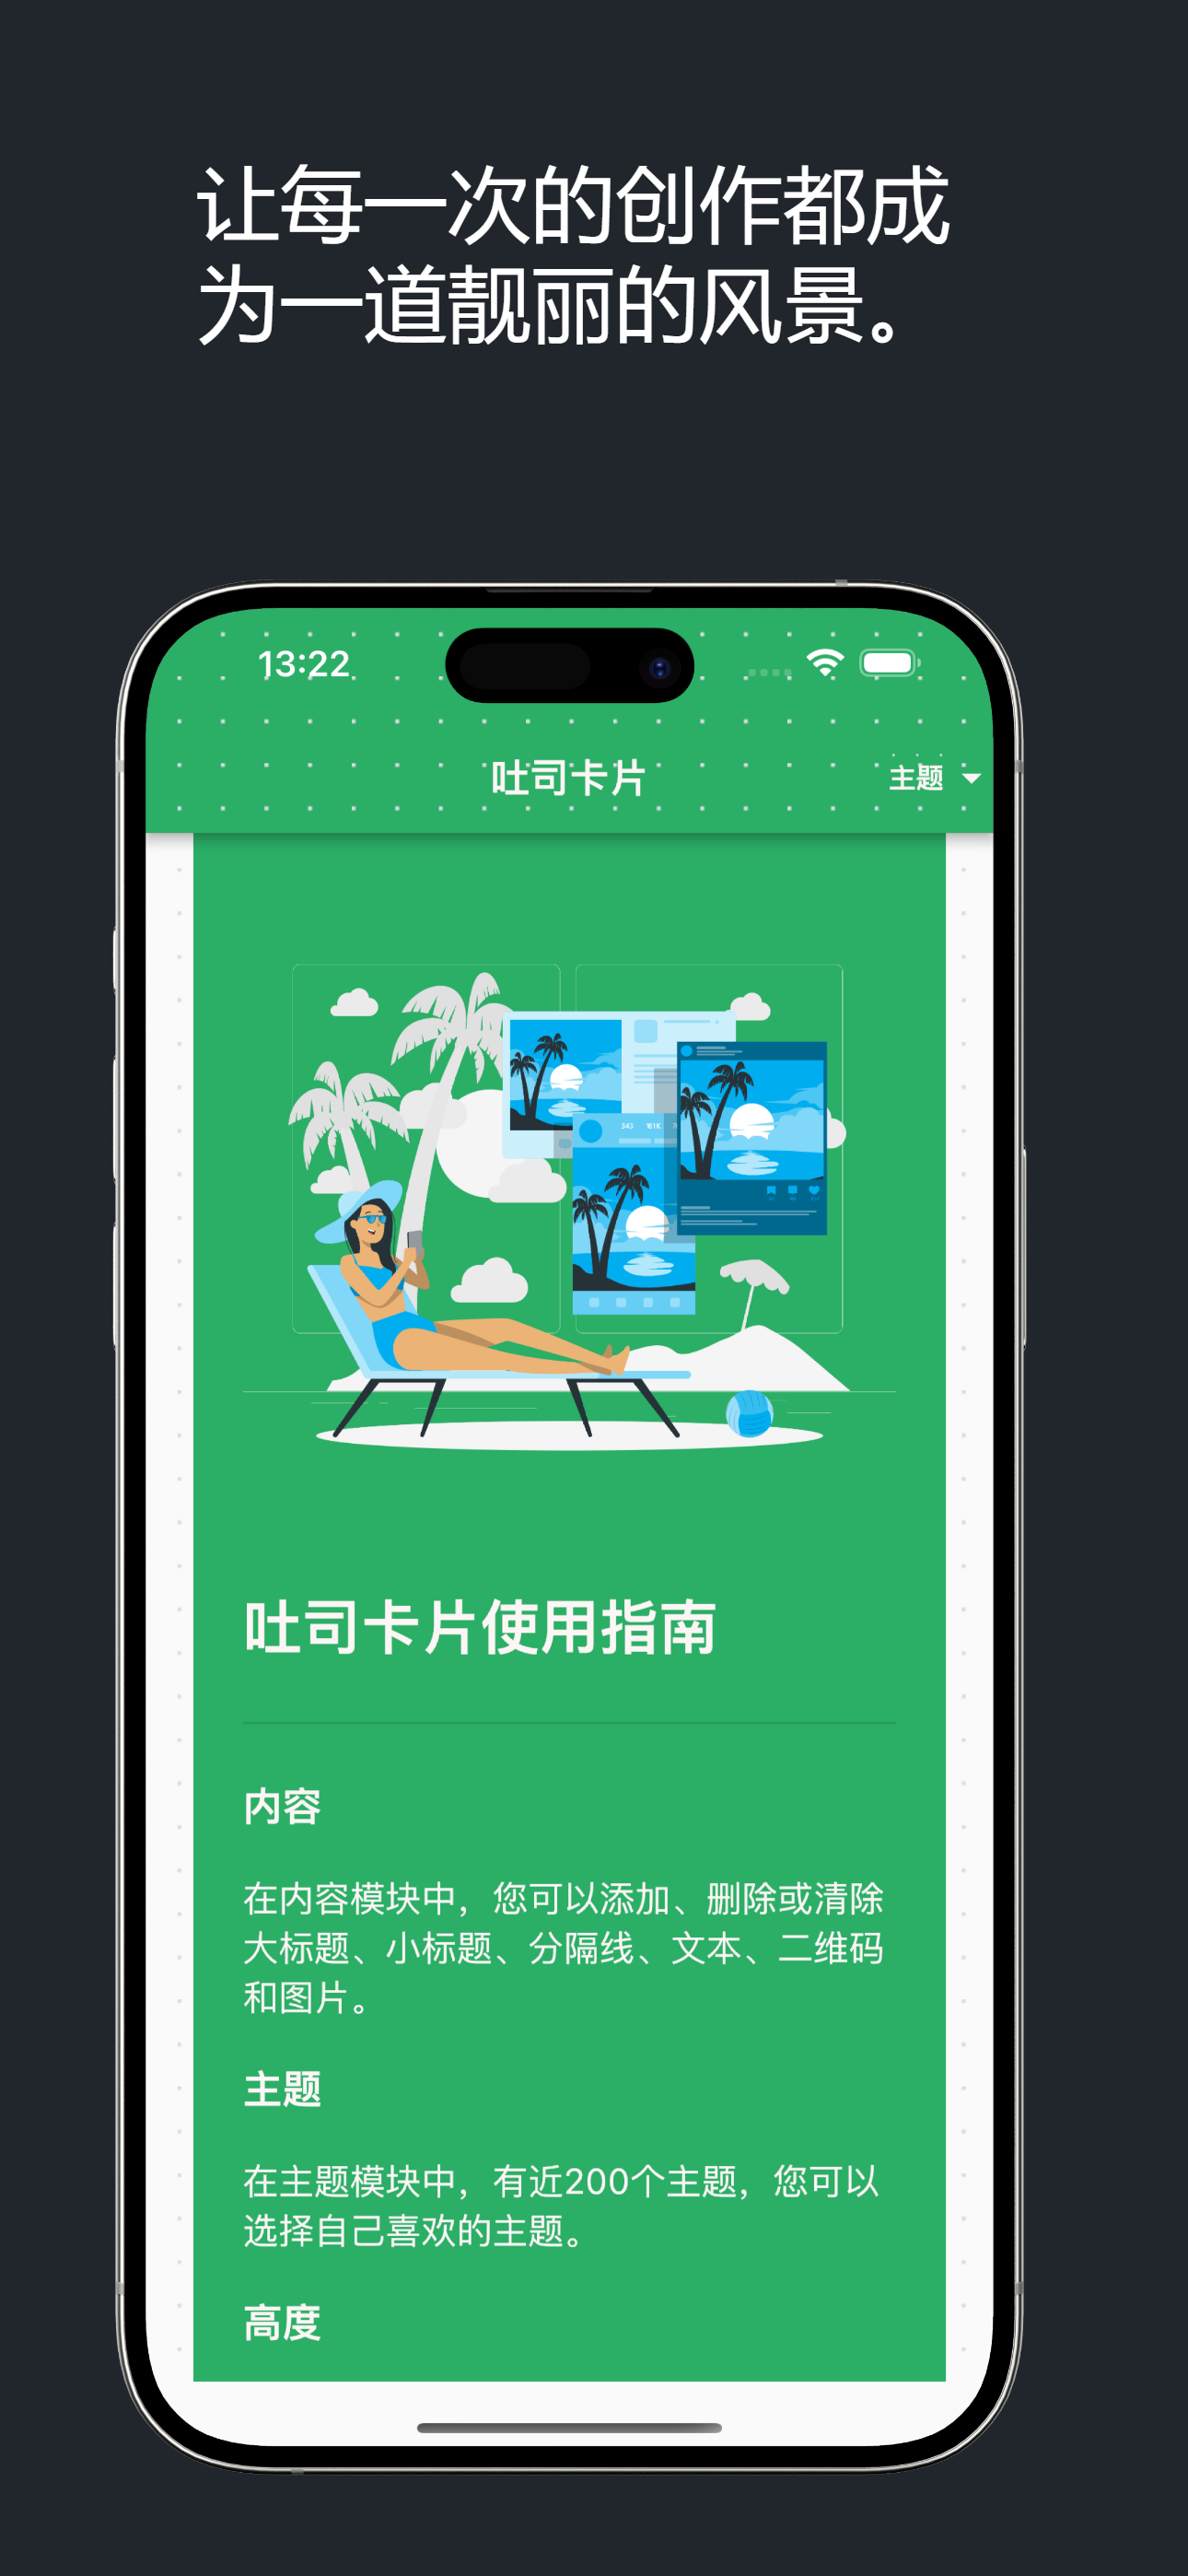 让每一次的创作都成
为一道靓丽的风景。
13:22
吐司卡片
主题
343 161K
吐司卡片使用指南
内容
在内容模块中，您可以添加、删除或清除
大标题、小标题、分隔线、文本、二维码
和图片。
主题
在主题模块中，有近200个主题，您可以
选择自己喜欢的主题。
高度